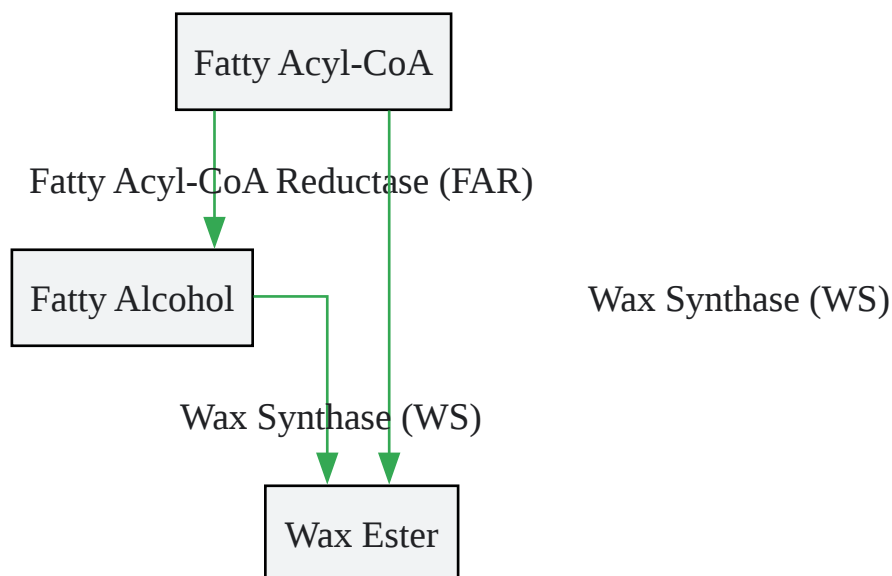 Fatty Acyl-CoA
Fatty Acyl-CoA Reductase (FAR)
Fatty Alcohol
Wax Synthase (WS)
Wax Synthase (WS)
Wax Ester